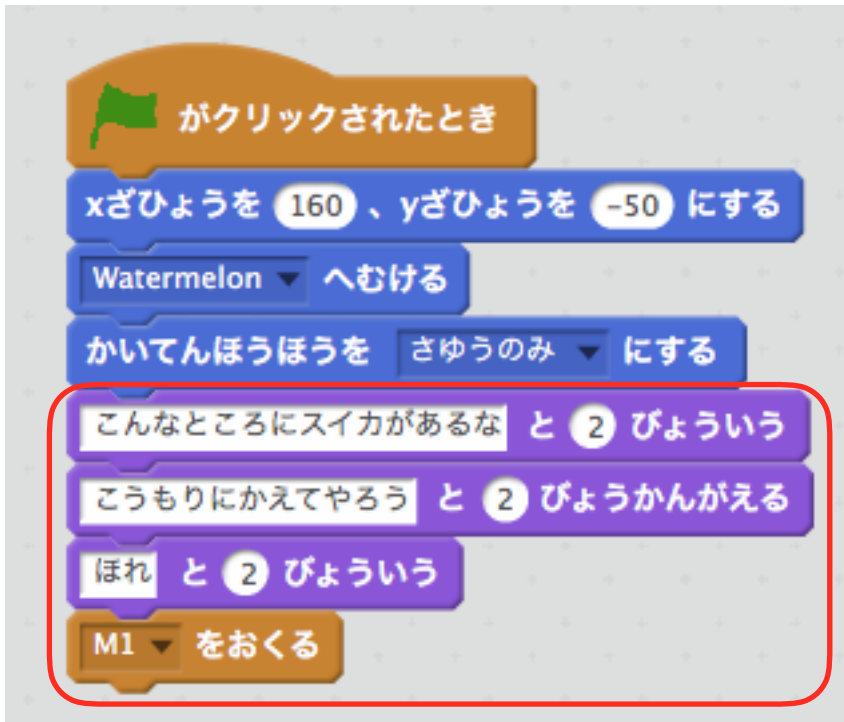 がクリックされたとき
xざひょうを 160 、yざひょうを -50 にする
Watermelon へむける
かいてんほうほうを さゆうのみ にする
こんなところにスイカがあるな と 2 びょういう
こうもりにかえてやろう と 2 びょうかんがえる
ほれ と 2 びょういう
M1 をおくる